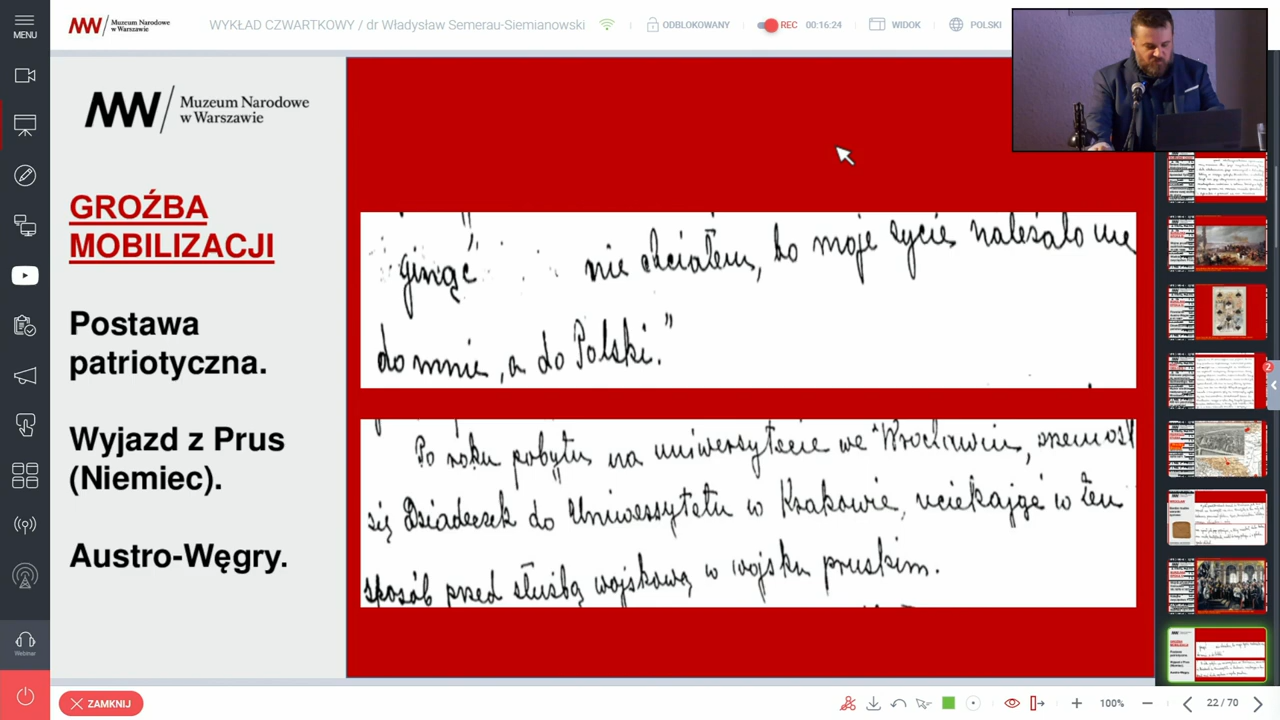 MENU
Muzeum Narodowe
w Warszawie
WYKŁAD CZWARTKOWY / dr Władysław Semerau-Siemianowski
ODBLOKOWANY
REC 00:16:24
WIDOK
POLSKI
Muzeum Narodowe
w Warszawie
GROŹBA
MOBILIZACJI
Postawa
patriotyczna.
Wyjazd z Prus
(Niemiec).
Austro-Węgry.
ginąć" nie chciałem, bo moje życie należało nie
do mnie, a do Polski."
Po roku pobytu na uniwersytecie we Wrocławiu,
się Dziadeczek do Uniwersytetu w Krakowie, uciekając w ten
sposób przed służbą wojskową w wojsku pruskim.
2
Webinar
ZAMKNIJ
100%
22 / 70